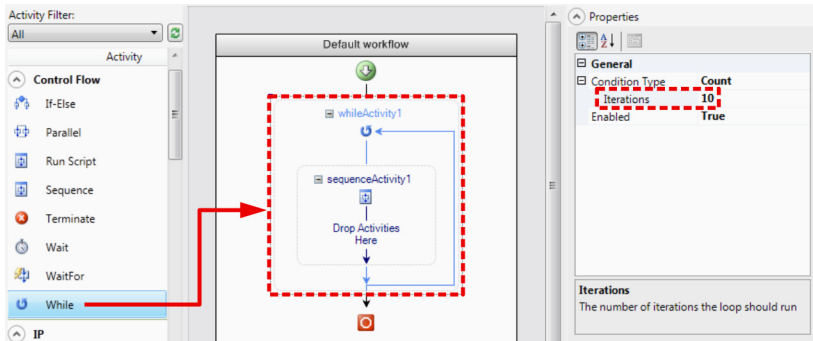 Activity Filter:
All
Activity
Control Flow
If-Else
Parallel
Run Script
Sequence
Terminate
Wait
WaitFor
While
IP
Default workflow
whileActivity1
sequenceActivity1
Drop Activities
Here
Properties
General
Condition Type Count
Iterations 10
Enabled True
Iterations
The number of iterations the loop should run